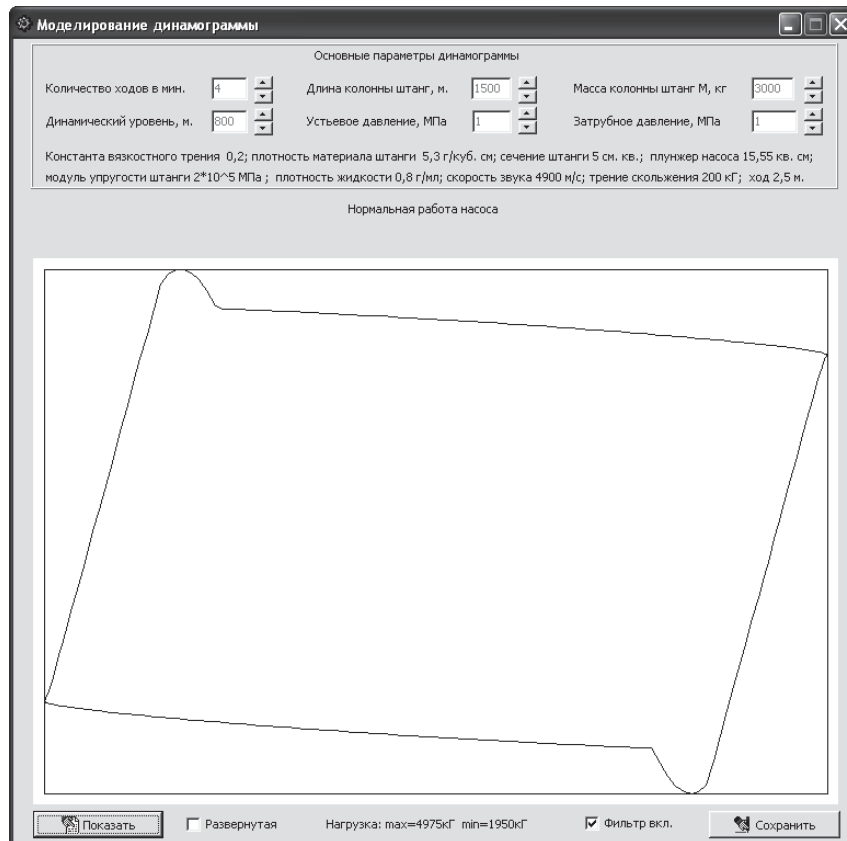 Моделирование динамограммы
Основные параметры динамограммы
Количество ходов в мин. 4 Длина колонны штанг, м. 1500 Масса колонны штанг М, кг 3000
Динамический уровень, м. 800 Устьевое давление, МПа 1 Затрубное давление, МПа 1
Константа вязкостного трения 0,2; плотность материала штанги 5,3 г/куб. см; сечение штанги 5 см. кв.; плунжер насоса 15,55 кв. см;
модуль упругости штанги 2*10^5 МПа ; плотность жидкости 0,8 г/мл; скорость звука 4900 м/с; трение скольжения 200 кГ; ход 2,5 м.
Нормальная работа насоса
Показать Развернутая Нагрузка: max=4975кГ min=1950кГ Фильтр вкл. Сохранить